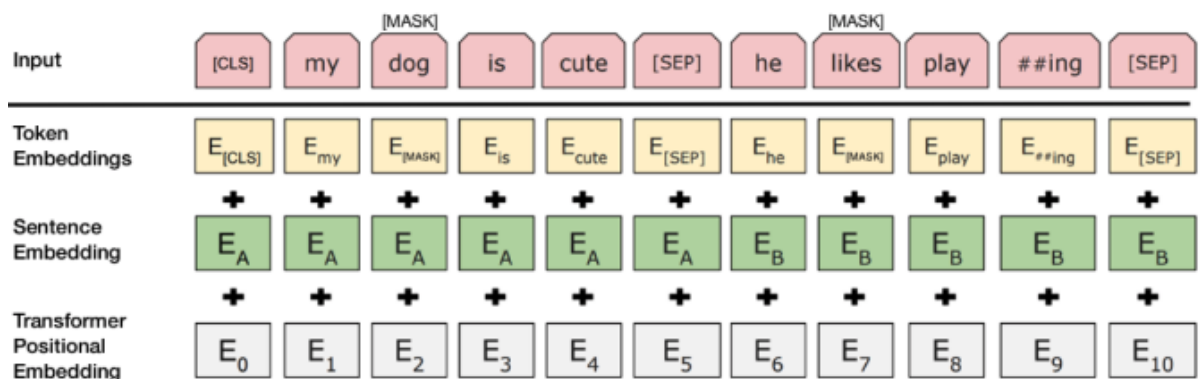 [MASK] [MASK]
Input [CLS] my dog is cute [SEP] he likes play ##ing [SEP]
Token
Embeddings
E[CLS] Emy E[MASK] Eis Ecute E[SEP] Ehe E[MASK] Eplay E##ing E[SEP]
+ + + + + + + + + + +
Sentence
Embedding
EA EA EA EA EA EA EB EB EB EB EB
+ + + + + + + + + + +
Transformer
Positional
Embedding
E0 E1 E2 E3 E4 E5 E6 E7 E8 E9 E10